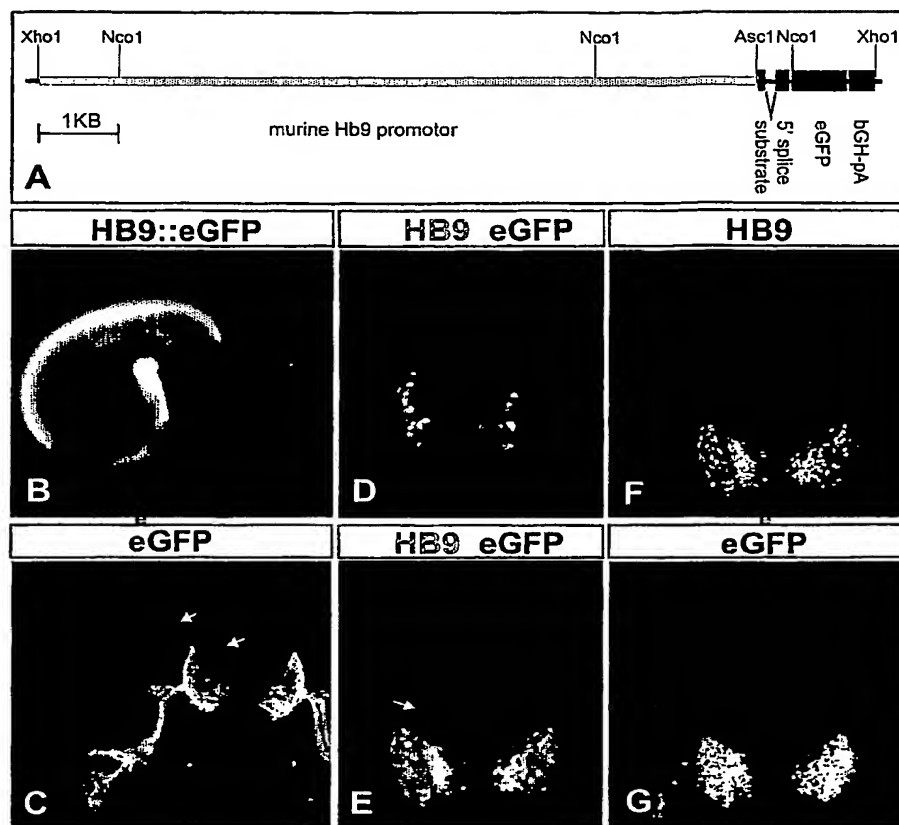 Xho1 Nco1 Nco1 Asc1 Nco1 Xho1
1KB
murine Hb9 promotor
substrate
5' splice
eGFP
bGH-pA
A
HB9::eGFP
HB9 eGFP
HB9
B
D
F
eGFP
HB9 eGFP
eGFP
C
E
G